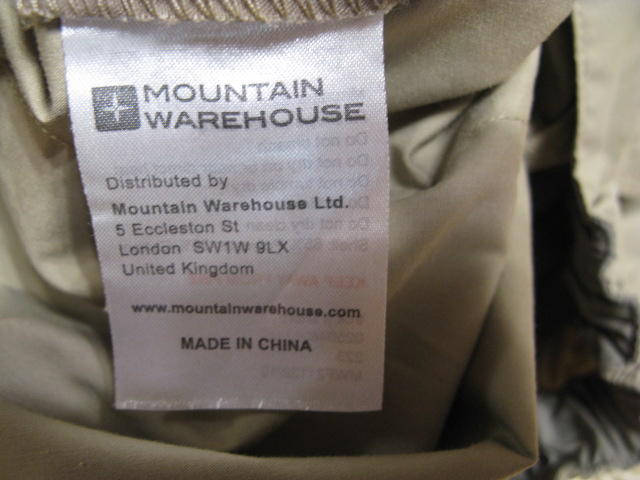 MOUNTAIN
WAREHOUSE
Distributed by
Mountain Warehouse Ltd.
5 Eccleston St
London SW1W 9LX
United Kingdom
www.mountainwarehouse.com
MADE IN CHINA